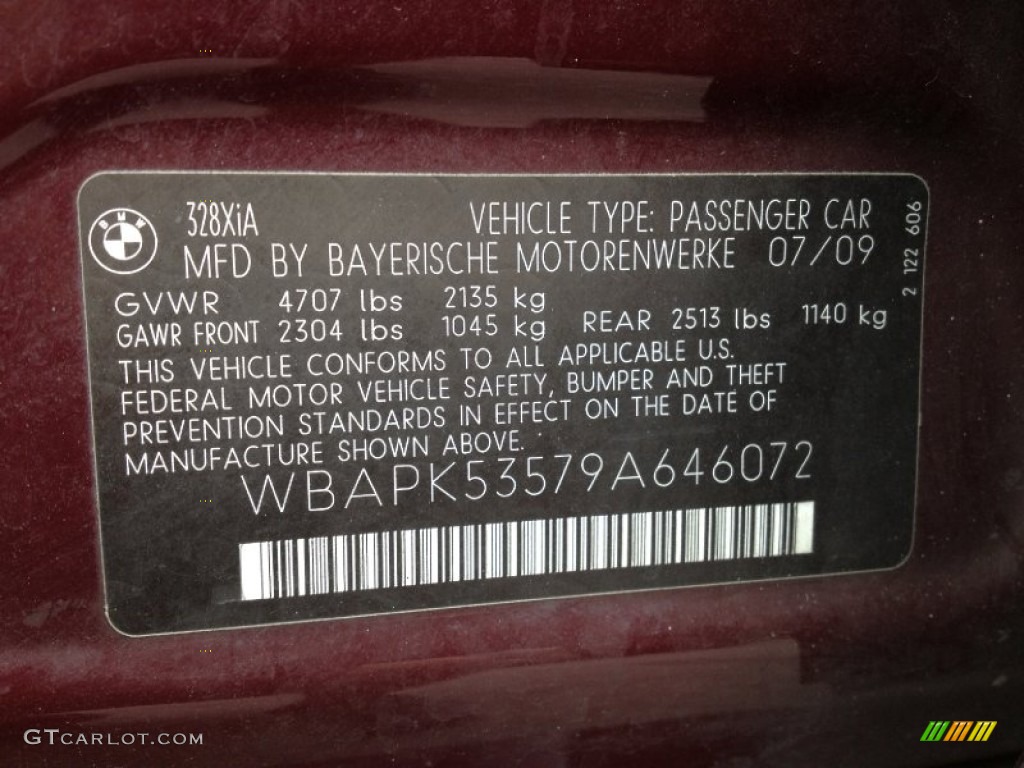 BMW
328XiA VEHICLE TYPE: PASSENGER CAR
MFD BY BAYERISCHE MOTORENWERKE 07/09
GVWR 4707 lbs 2135 kg
GAWR FRONT 2304 lbs 1045 kg REAR 2513 lbs 1140 kg
THIS VEHICLE CONFORMS TO ALL APPLICABLE U.S.
FEDERAL MOTOR VEHICLE SAFETY, BUMPER AND THEFT
PREVENTION STANDARDS IN EFFECT ON THE DATE OF
MANUFACTURE SHOWN ABOVE.
WBAPK53579A646072
2 122 606
GTCARLOT.COM